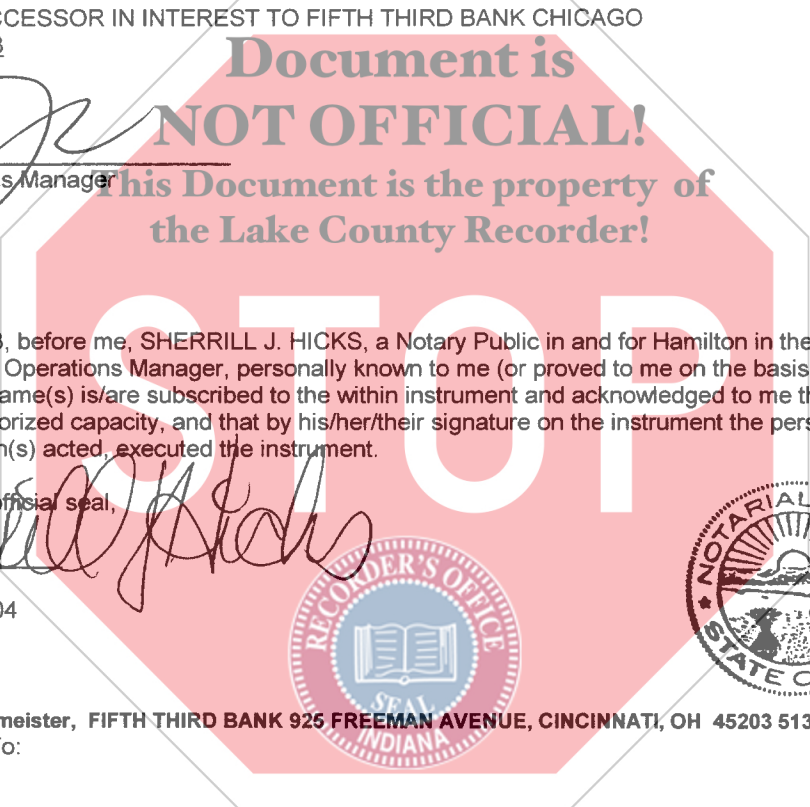 CCESSOR IN INTEREST TO FIFTH THIRD BANK CHICAGO
Document is
NOT OFFICIAL!
s Manager
This Document is the property of
the Lake County Recorder!
STOP
, before me, SHERRILL J. HICKS, a Notary Public in and for Hamilton in the
Operations Manager, personally known to me (or proved to me on the basis
ame(s) is/are subscribed to the within instrument and acknowledged to me th
orized capacity, and that by his/her/their signature on the instrument the pers
n(s) acted, executed the instrument.
official seal,
J Hicks
NOTARIAL
STATE O
RECORDER'S OFFICE
SEAL
INDIANA
04
meister, FIFTH THIRD BANK 925 FREEMAN AVENUE, CINCINNATI, OH 45203 513
o: